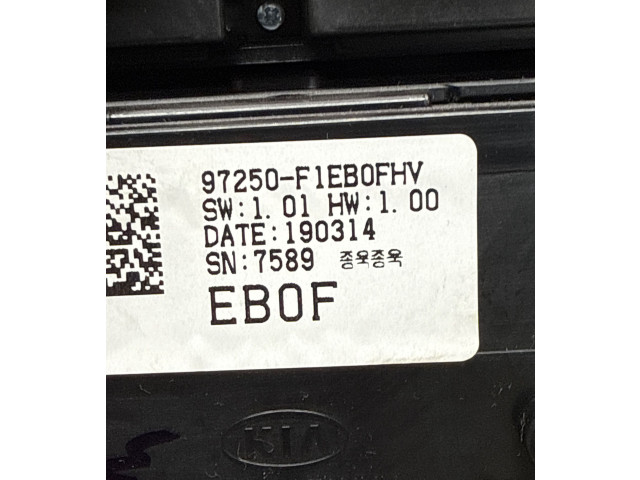 97250-F1EB0FHV
SW:1.01 HW:1.00
DATE:190314
SN:7589 종욱종욱
EB0F
KIA